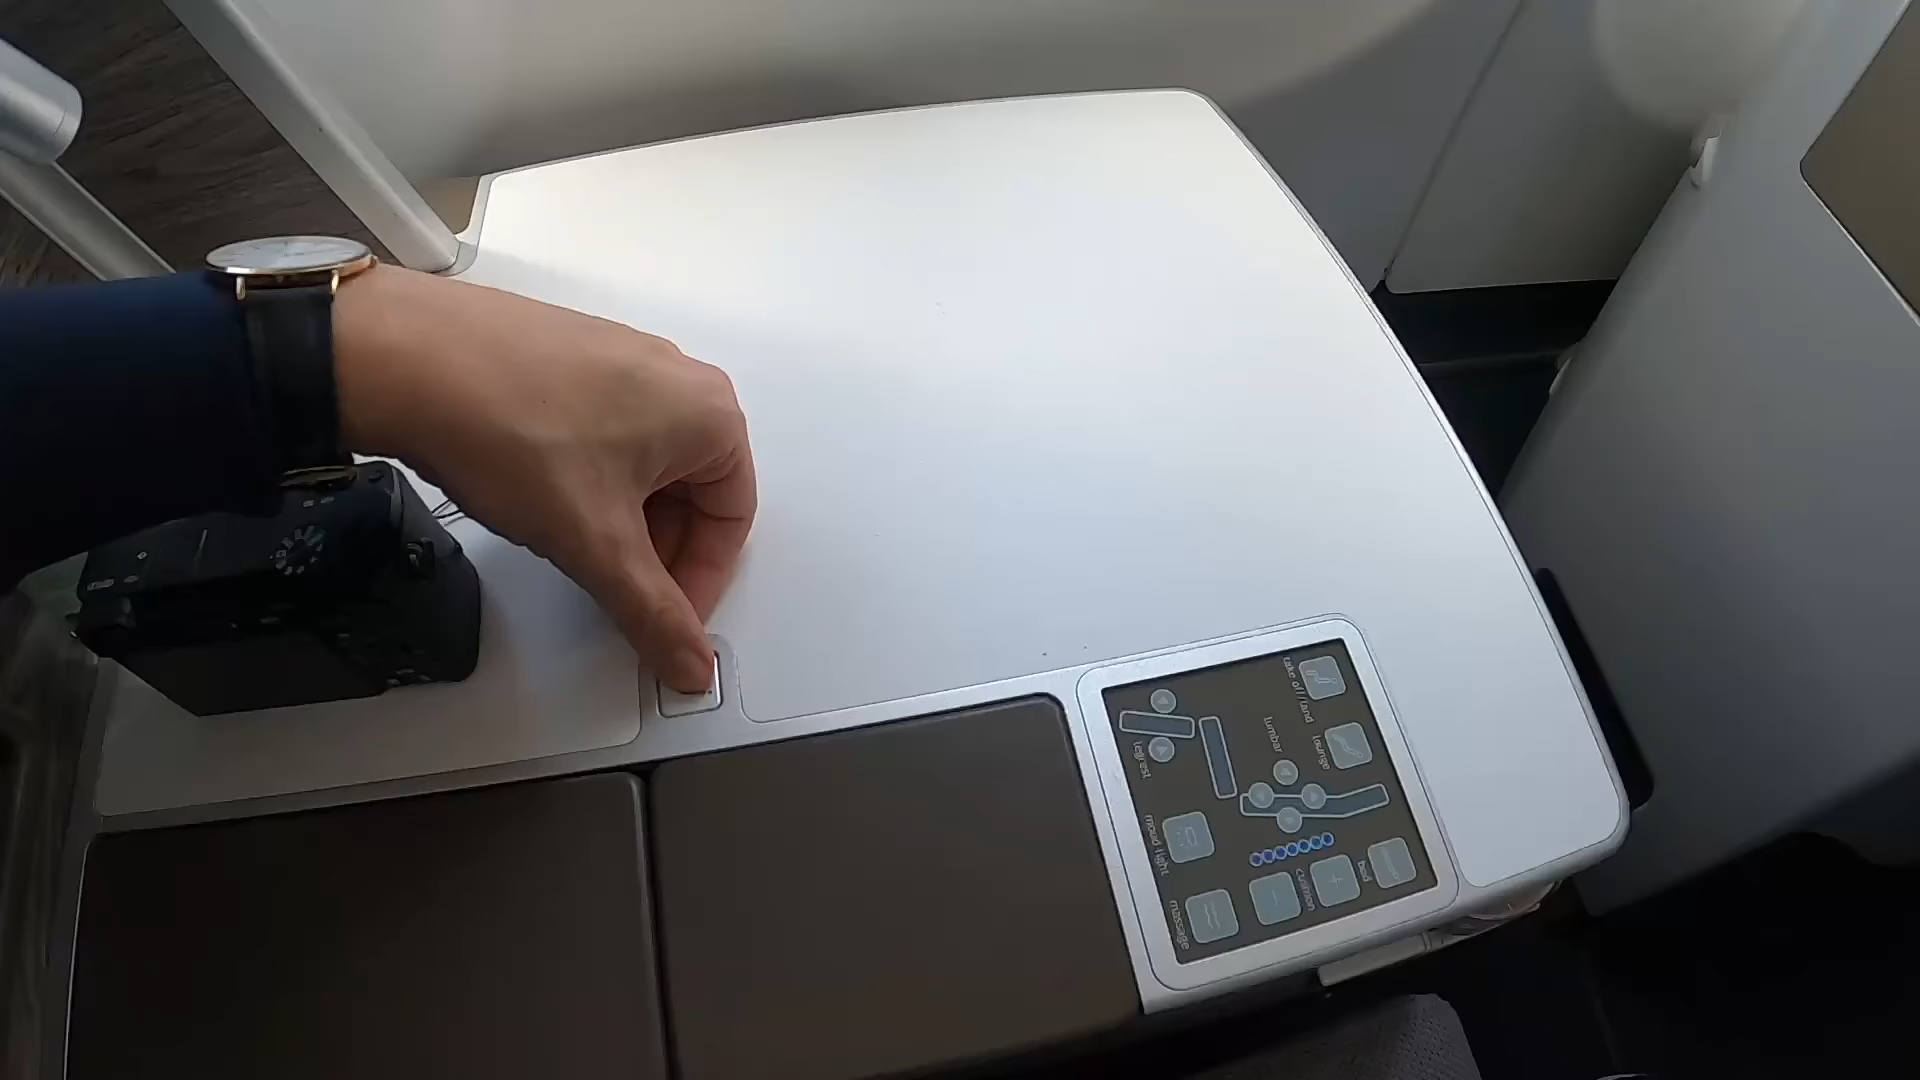 take off/land
lounge
lumbar
legrest
mood light
bed
cushion
massage
+
-